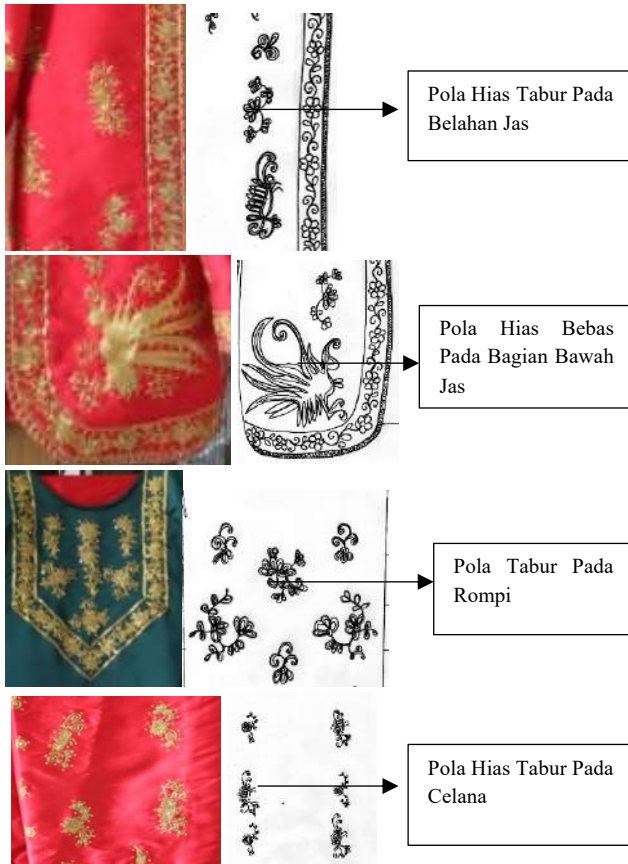 Pola Hias Tabur Pada
Belahan Jas
Pola Hias Bebas
Pada Bagian Bawah
Jas
Pola Tabur Pada
Rompi
Pola Hias Tabur Pada
Celana